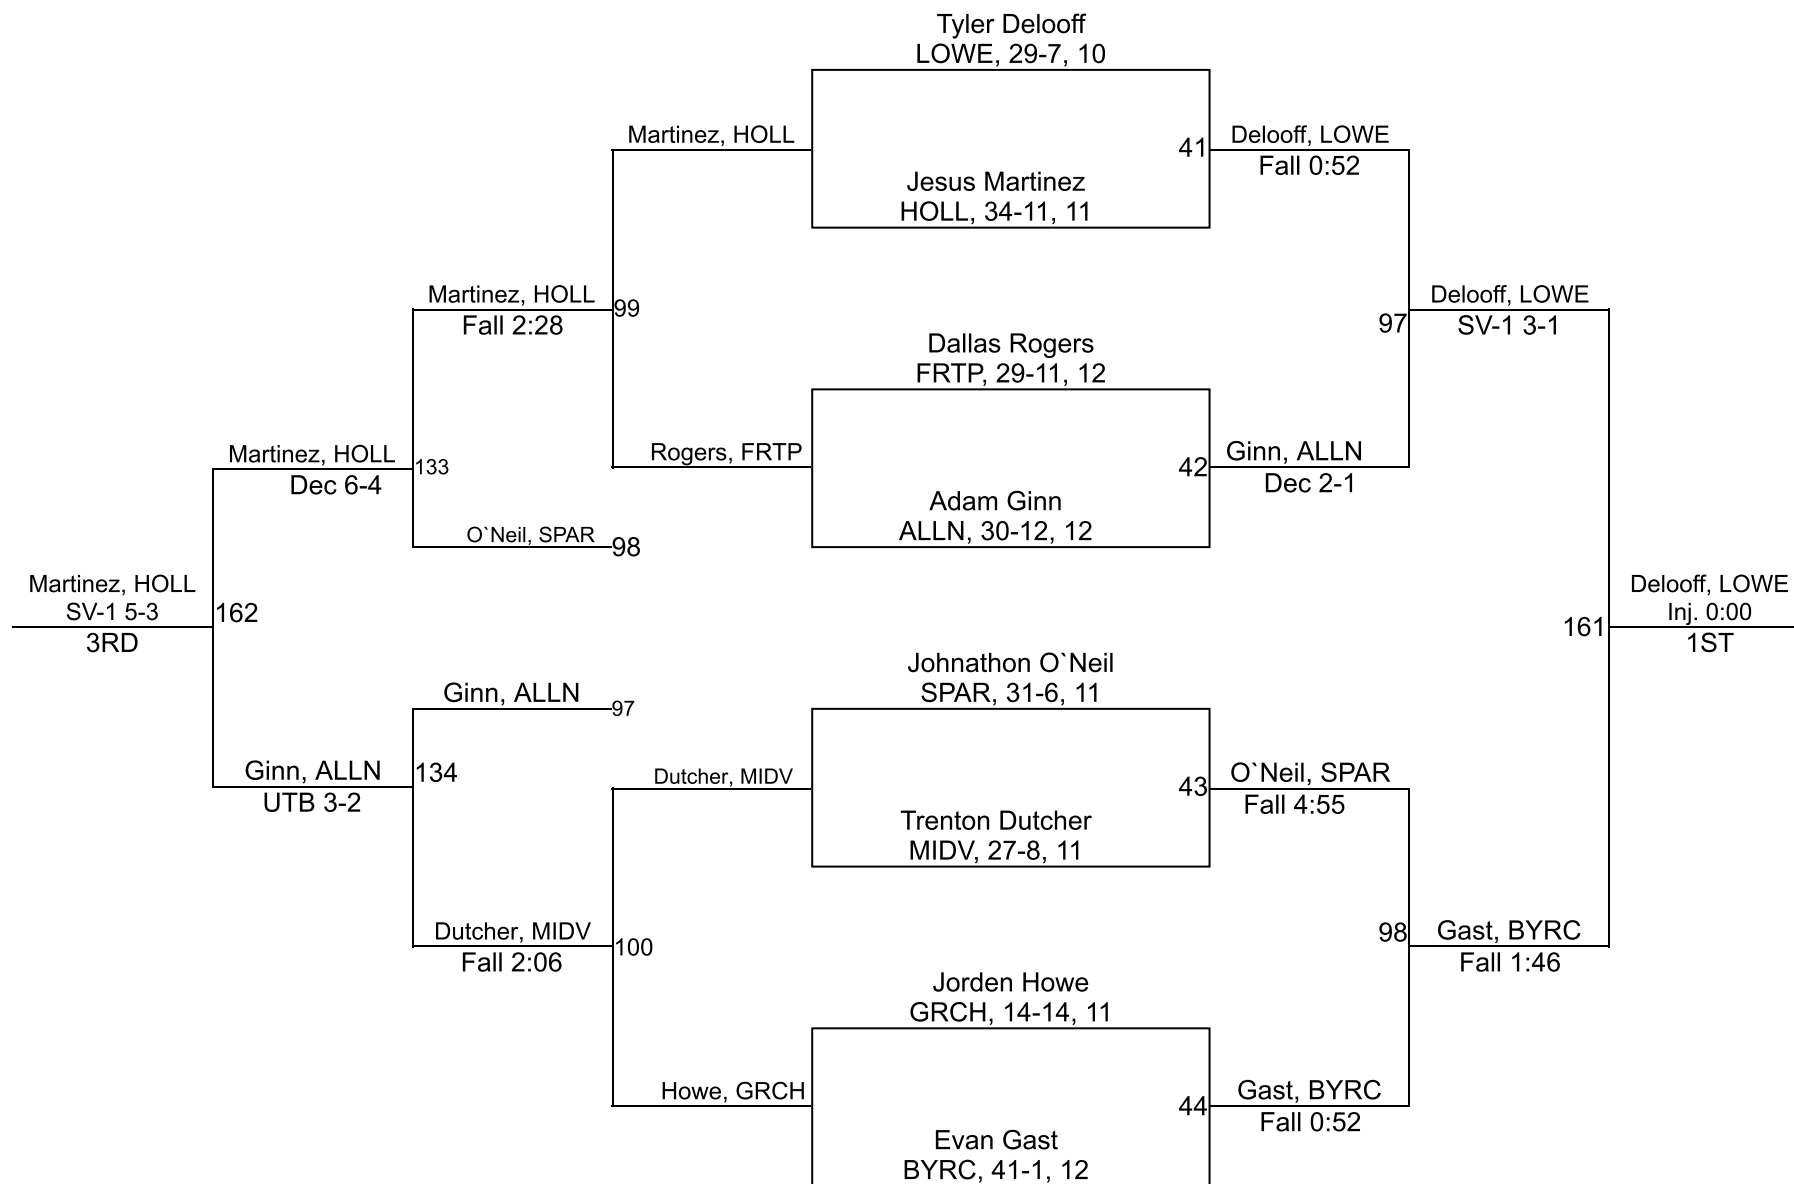 Tyler Delooff
LOWE, 29-7, 10
Martinez, HOLL
41
Delooff, LOWE
Fall 0:52
Jesus Martinez
HOLL, 34-11, 11
Martinez, HOLL
Fall 2:28
99
97
Delooff, LOWE
SV-1 3-1
Dallas Rogers
FRTP, 29-11, 12
Martinez, HOLL
Dec 6-4
133
Rogers, FRTP
42
Ginn, ALLN
Dec 2-1
Adam Ginn
ALLN, 30-12, 12
O`Neil, SPAR
98
Martinez, HOLL
SV-1 5-3
3RD
162
161
Delooff, LOWE
Inj. 0:00
1ST
Johnathon O`Neil
SPAR, 31-6, 11
Ginn, ALLN
97
Ginn, ALLN
UTB 3-2
134
Dutcher, MIDV
43
O`Neil, SPAR
Fall 4:55
Trenton Dutcher
MIDV, 27-8, 11
Dutcher, MIDV
Fall 2:06
100
98
Gast, BYRC
Fall 1:46
Jorden Howe
GRCH, 14-14, 11
Howe, GRCH
44
Gast, BYRC
Fall 0:52
Evan Gast
BYRC, 41-1, 12